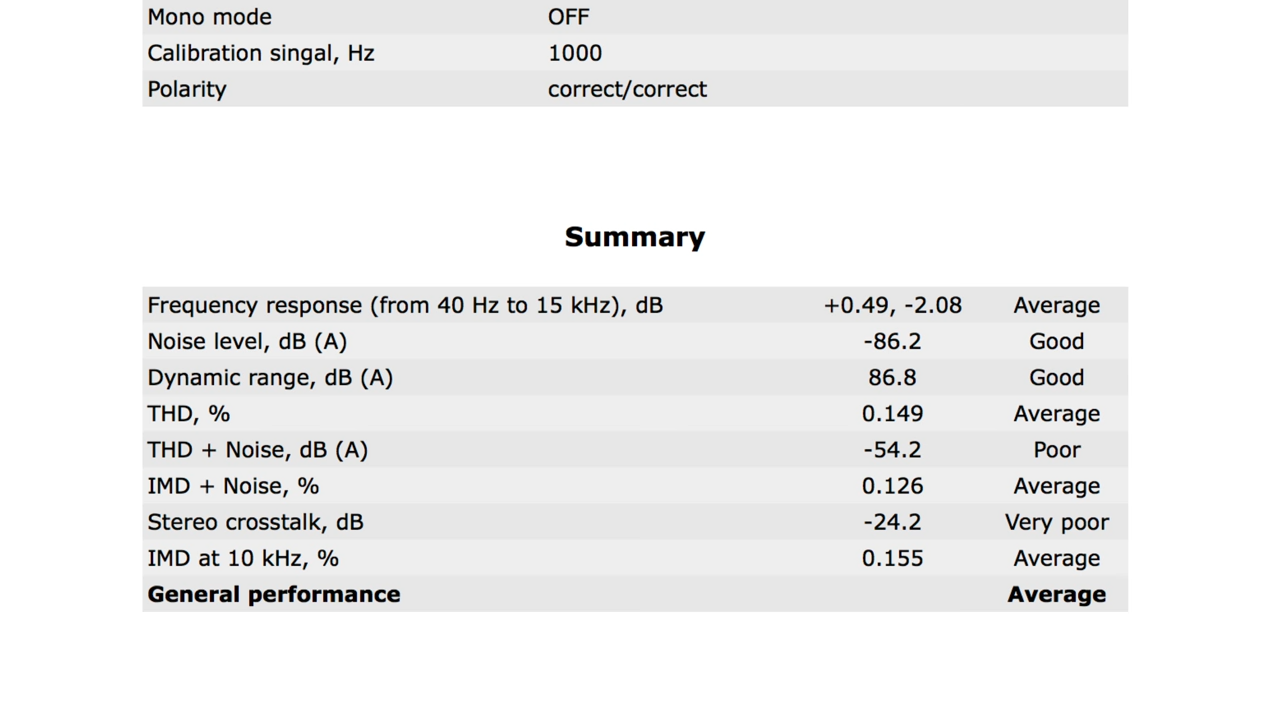 Mono mode OFF
Calibration singal, Hz 1000
Polarity correct/correct
Summary
Frequency response (from 40 Hz to 15 kHz), dB +0.49, -2.08 Average
Noise level, dB (A) -86.2 Good
Dynamic range, dB (A) 86.8 Good
THD, % 0.149 Average
THD + Noise, dB (A) -54.2 Poor
IMD + Noise, % 0.126 Average
Stereo crosstalk, dB -24.2 Very poor
IMD at 10 kHz, % 0.155 Average
General performance Average